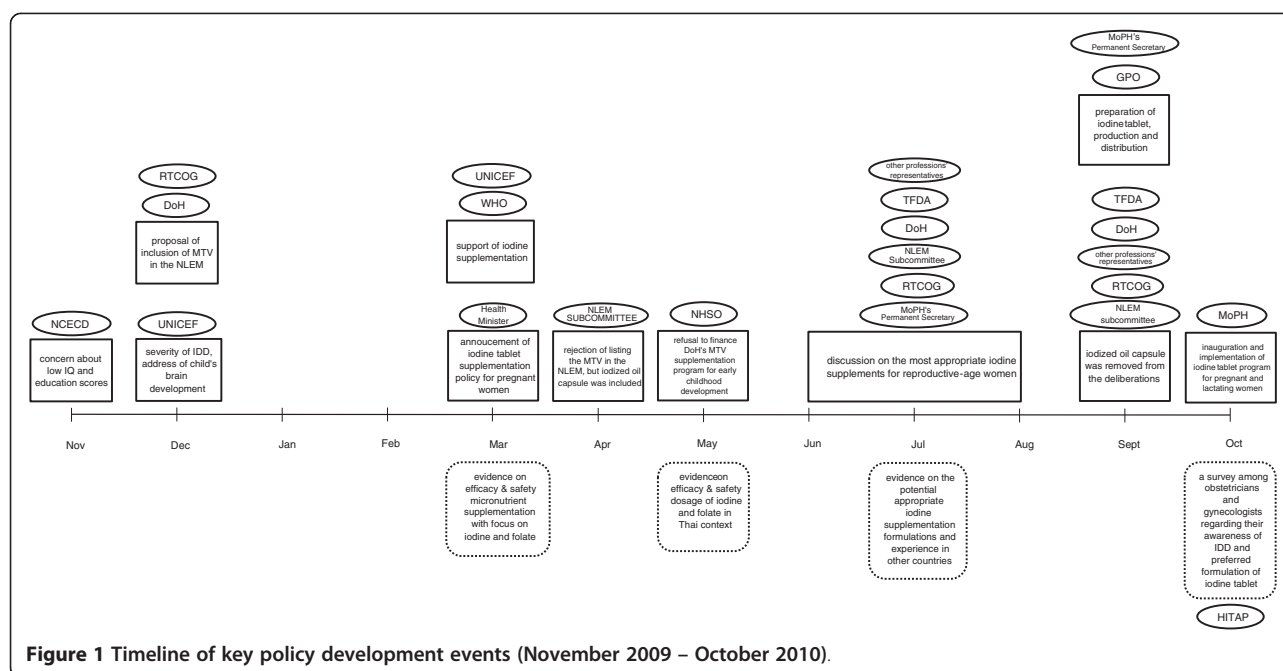 MoPH's
Permanent Secretary
GPO
preparation of
iodinetablet,
production and
distribution
RTCOG
DoH
proposal of
inclusion of MTV
in the NLEM
UNICEF
WHO
support of iodine
supplementation
other professions'
representatives
TFDA
DoH
NLEM
Subcommittee
RTCOG
MoPH's
Permanent Secretary
TFDA
DoH
other professions'
representatives
RTCOG
NLEM
subcommittee
NCECD
concern about
low IQ and
education scores
UNICEF
severity of IDD,
address of child's
brain
development
Health
Minister
annoucement of
iodine tablet
supplementation
policy for pregnant
women
NLEM
SUBCOMMITTEE
rejection of listing
the MTV in the
NLEM, but iodized oil
capsule was included
NHSO
refusal to finance
DoH's MTV
supplementation
program for early
childhood
development
discussion on the most appropriate iodine
supplements for reproductive-age women
iodized oil capsule
was removed from
the deliberations
MoPH
inauguration and
implementation of
iodinetablet program
for pregnant and
lactating women
Nov Dec Jan Feb Mar Apr May Jun Jul Aug Sept Oct
evidence on
efficacy & safety
micronutrient
supplementation
with focus on
iodine and folate
evidenceon
efficacy & safety
dosage of iodine
and folate in
Thai context
evidence on the
potential
appropriate
iodine
supplementation
formulations and
experience in
other countries
a survey among
obstetricians
and
gynecologists
regarding their
awareness of
IDD and
preferred
formulation of
iodine tablet
HITAP
Figure 1 Timeline of key policy development events (November 2009 – October 2010).